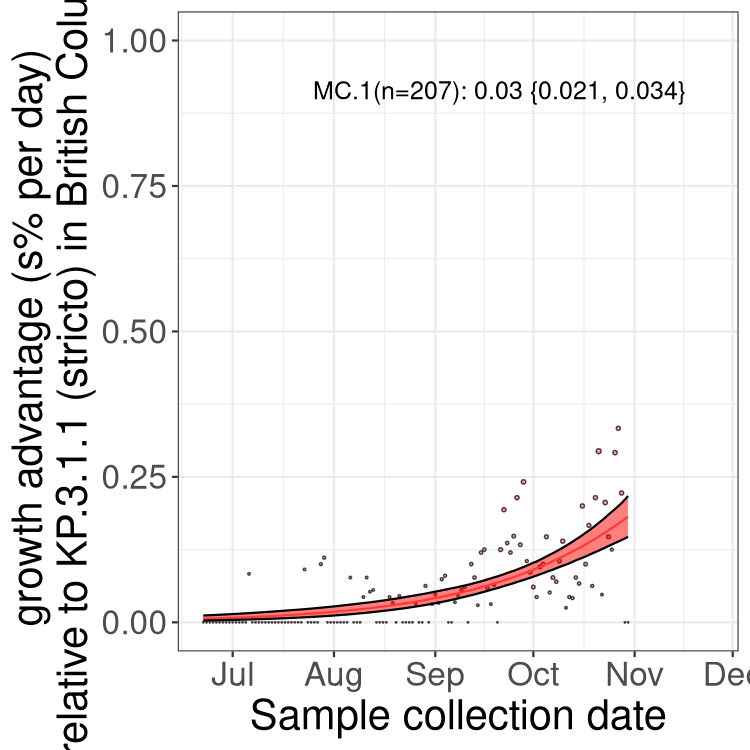 growth advantage (s% per day)
relative to KP.3.1.1 (stricto) in British Colu
1.00
0.75
0.50
0.25
0.00
MC.1(n=207): 0.03 {0.021, 0.034}
Jul Aug Sep Oct Nov Dec
Sample collection date